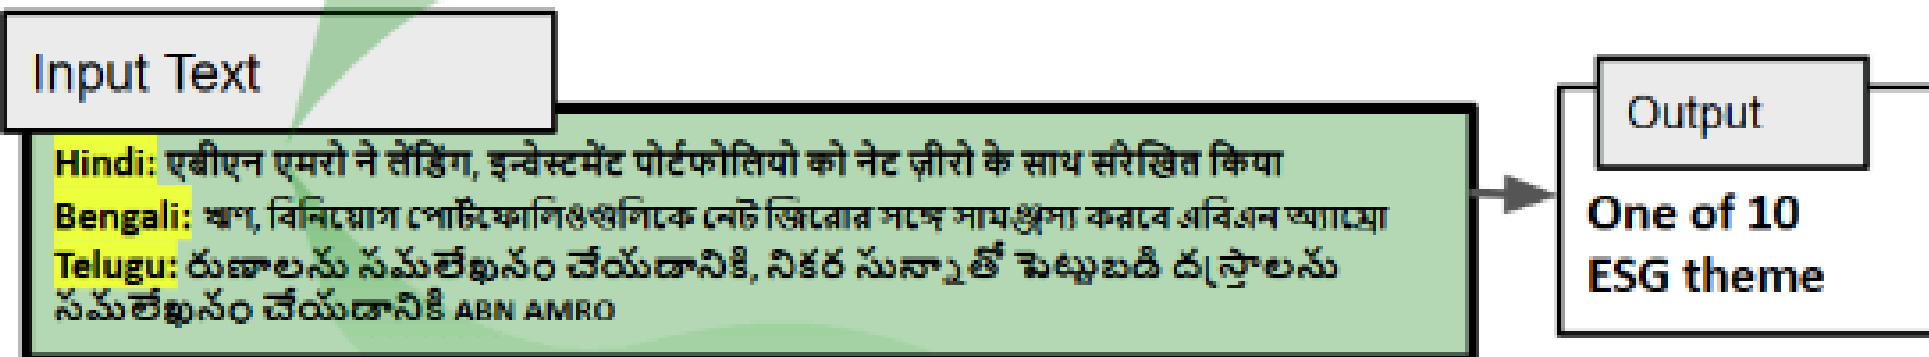 Input Text
Hindi: एबीएन एमरो ने लेंडिंग, इन्वेस्टमेंट पोर्टफोलियो को नेट ज़ीरो के साथ संरेखित किया
Bengali: ঋণ, বিনিয়োগ পোর্টফোলিওগুলিকে নেট জিরোর সঙ্গে সামঞ্জস্য করবে এবিএন অ্যামรো
Telugu: రుణాలను సమలేఖనం చేయడానికి, నికర సున్నాతో పెట్టుబడి దస్త్రాలను
సమలేఖనం చేయడానికి ABN AMRO
Output
One of 10
ESG theme